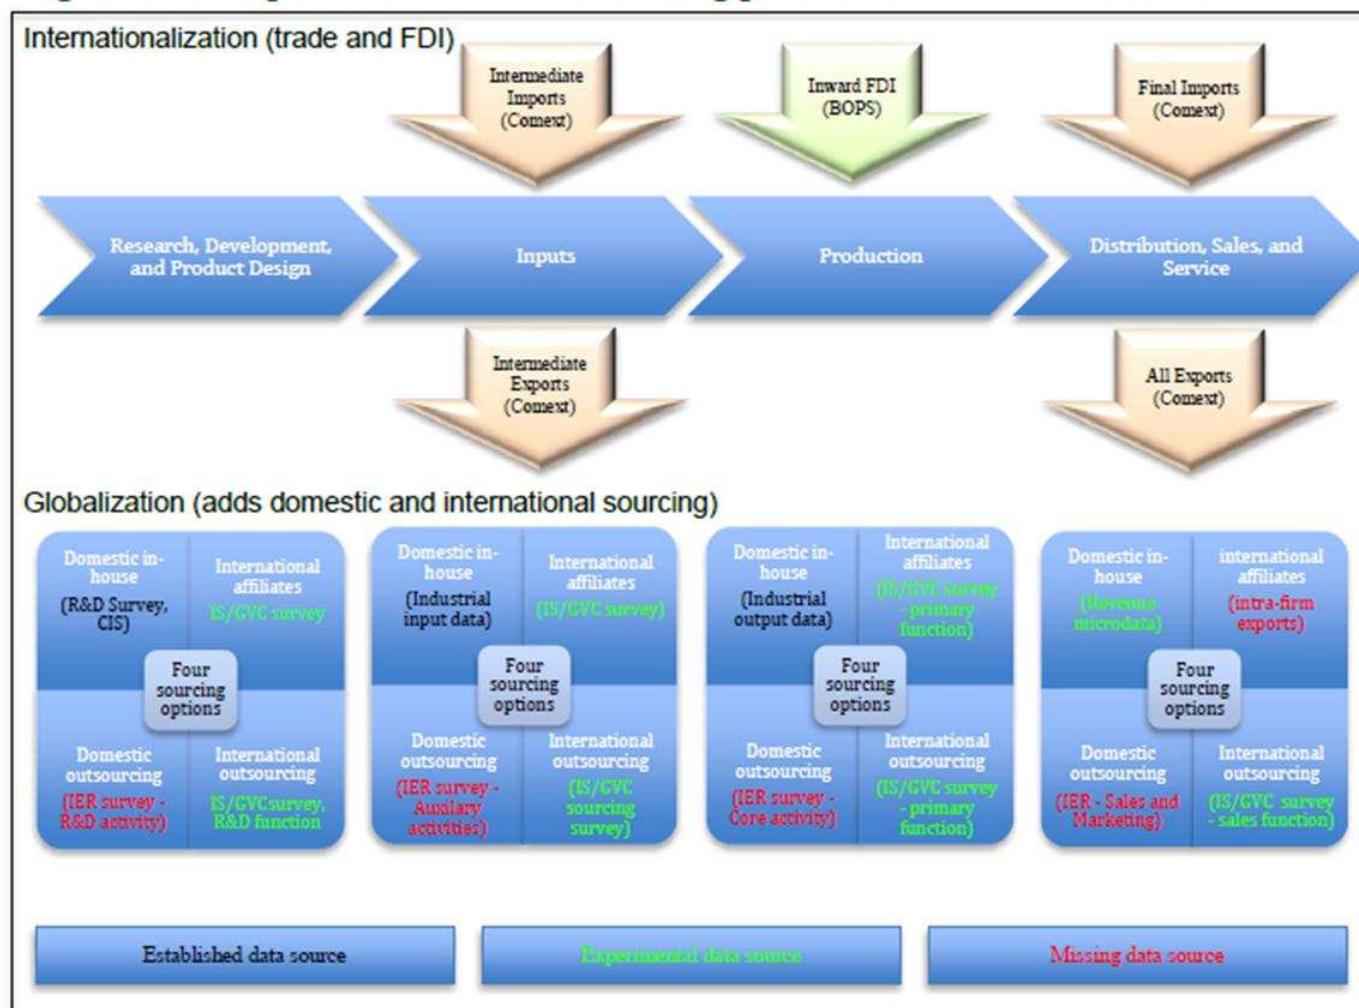 Internationalization (trade and FDI)
Intermediate
Imports
(Comext)
Inward FDI
(BOPS)
Final Imports
(Comext)
Research, Development,
and Product Design
Inputs
Production
Distribution, Sales, and
Service
Intermediate
Exports
(Comext)
All Exports
(Comext)
Globalization (adds domestic and international sourcing)
Domestic in-
house
(R&D Survey,
CIS)
International
affiliates
IS/GVC survey
Four
sourcing
options
Domestic
outsourcing
(IER survey -
R&D activity)
International
outsourcing
IS/GVCsurvey,
R&D function
Domestic in-
house
(Industrial
input data)
International
affiliates
(IS/GVC survey)
Four
sourcing
options
Domestic
outsourcing
(IER survey -
Auxilary
activities)
International
outsourcing
(IS/GVC
sourcing
survey)
Domestic in-
house
(Industrial
output data)
International
affiliates
(IS/GVC survey
- primary
function)
Four
sourcing
options
Domestic
outsourcing
(IER survey -
Core activity)
International
outsourcing
(IS/GVC survey
- primary
function)
Domestic in-
house
(Revenue
microdata)
international
affiliates
(intra-firm
exports)
Four
sourcing
options
Domestic
outsourcing
(IER - Sales and
Marketing)
International
outsourcing
(IS/GVC survey
- sales function)
Established data source
Experimental data source
Missing data source